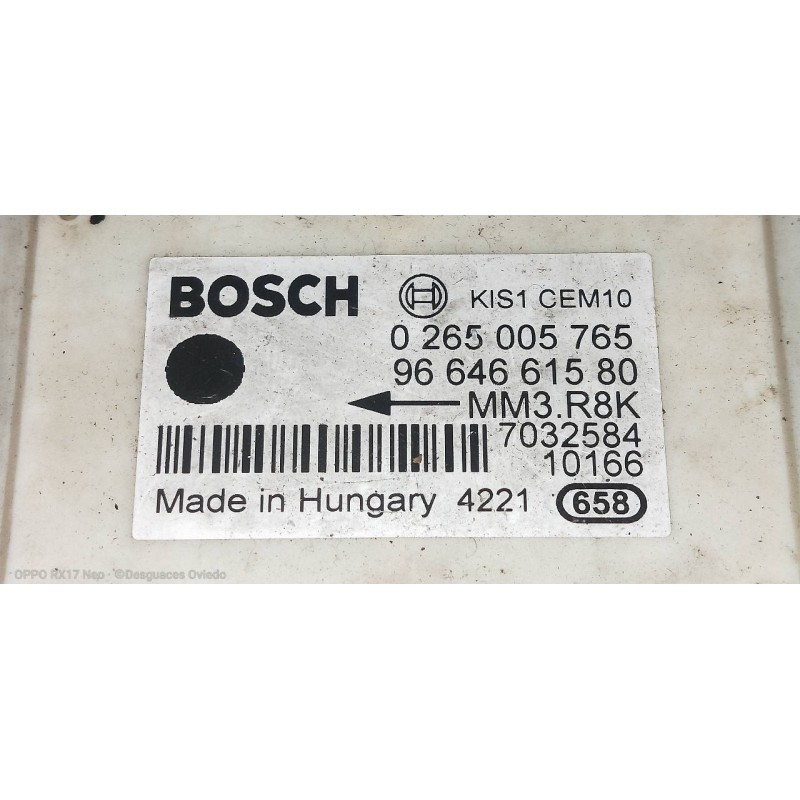 BOSCH KIS1 CEM10
0 265 005 765
96 646 615 80
MM3.R8K
7032584
10166
Made in Hungary 4221 658
OPPO RX17 Neo · ©Desguaces Oviedo